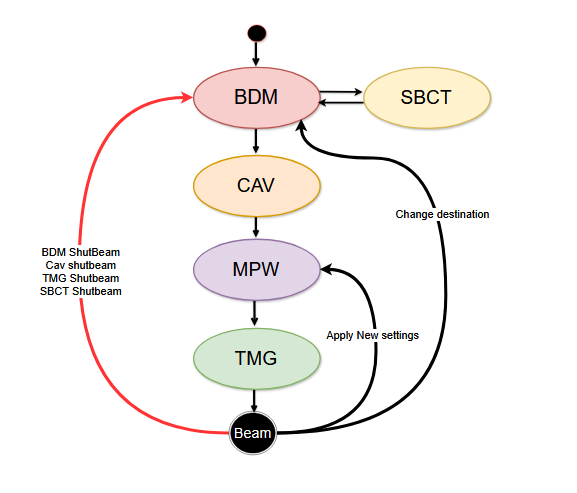 BDM
SBCT
CAV
Change destination
BDM ShutBeam
Cav shutbeam
TMG Shutbeam
SBCT Shutbeam
MPW
Apply New settings
TMG
Beam